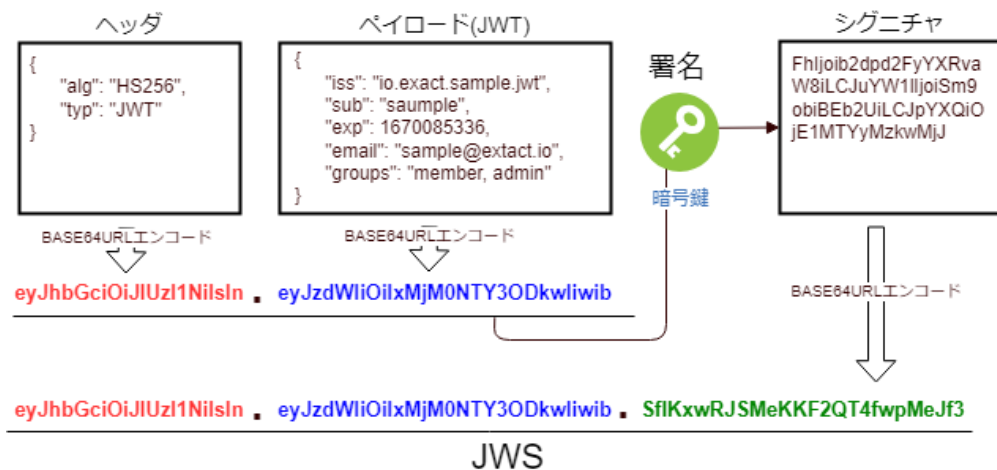 ヘッダ
{
"alg": "HS256",
"typ": "JWT"
}
BASE64URLエンコード
ペイロード(JWT)
{
"iss": "io.exact.sample.jwt",
"sub": "saumple",
"exp": 1670085336,
"email": "sample@extact.io",
"groups": "member, admin"
}
BASE64URLエンコード
署名
暗号鍵
シグニチャ
FhIjoib2dpd2FyYXRva
W8iLCJuYW1lIjoiSm9
obiBEb2UiLCJpYXQiO
jE1MTYyMzkwMjJ
BASE64URLエンコード
eyJhbGciOiJIUzI1NiIsIn . eyJzdWIiOiIxMjM0NTY3ODkwIiwib
eyJhbGciOiJIUzI1NiIsIn . eyJzdWIiOiIxMjM0NTY3ODkwIiwib . SflKxwRJSMeKKF2QT4fwpMeJf3
JWS